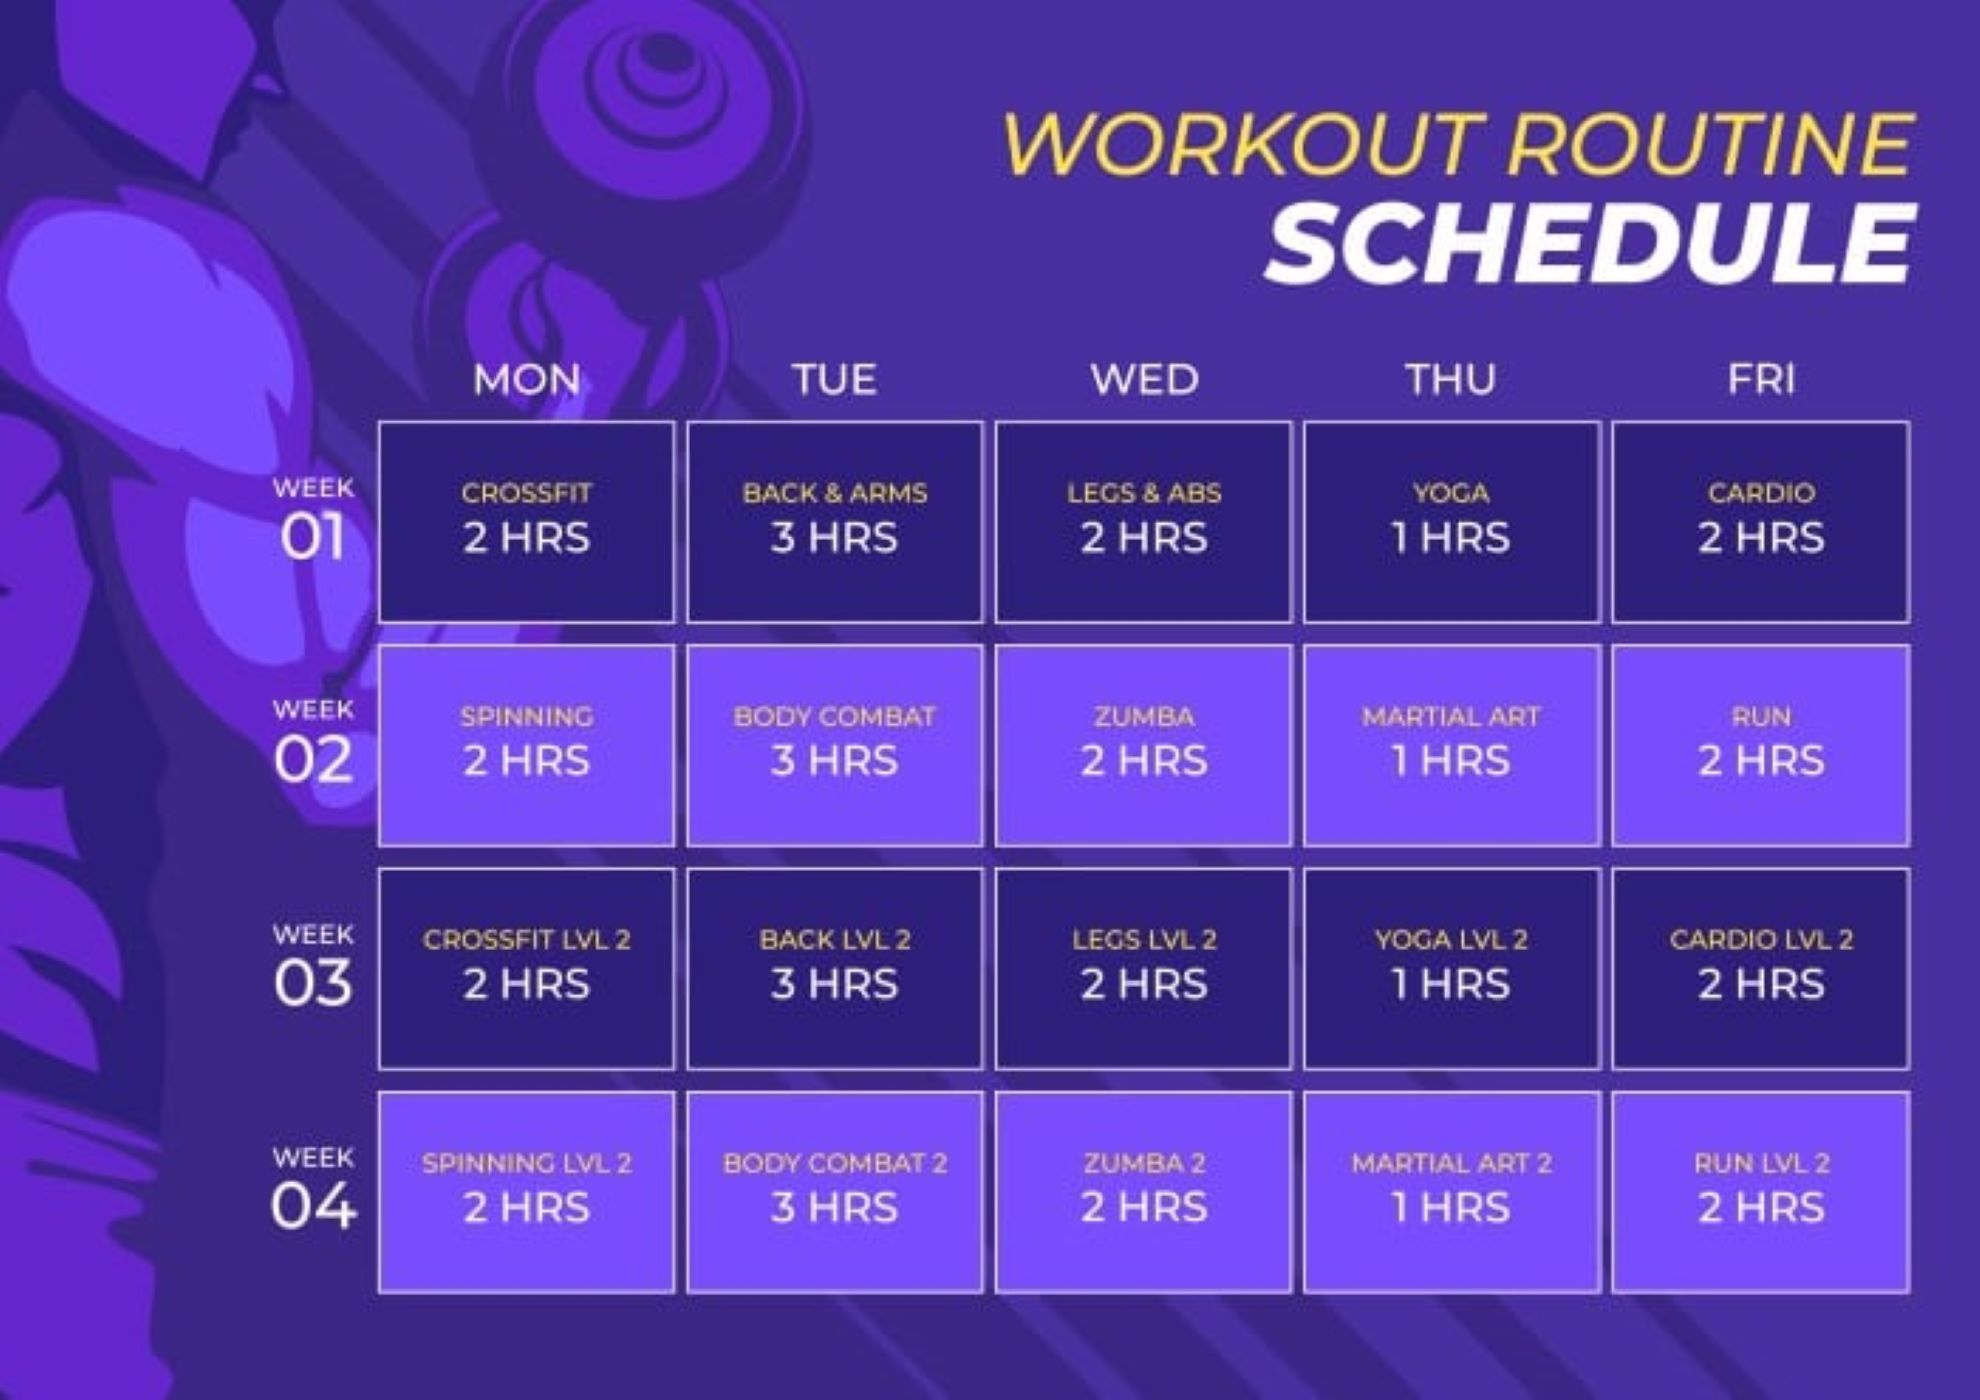 WORKOUT ROUTINE
SCHEDULE
MON TUE WED THU FRI
WEEK
01
CROSSFIT
2 HRS
BACK & ARMS
3 HRS
LEGS & ABS
2 HRS
YOGA
1 HRS
CARDIO
2 HRS
WEEK
02
SPINNING
2 HRS
BODY COMBAT
3 HRS
ZUMBA
2 HRS
MARTIAL ART
1 HRS
RUN
2 HRS
WEEK
03
CROSSFIT LVL 2
2 HRS
BACK LVL 2
3 HRS
LEGS LVL 2
2 HRS
YOGA LVL 2
1 HRS
CARDIO LVL 2
2 HRS
WEEK
04
SPINNING LVL 2
2 HRS
BODY COMBAT 2
3 HRS
ZUMBA 2
2 HRS
MARTIAL ART 2
1 HRS
RUN LVL 2
2 HRS